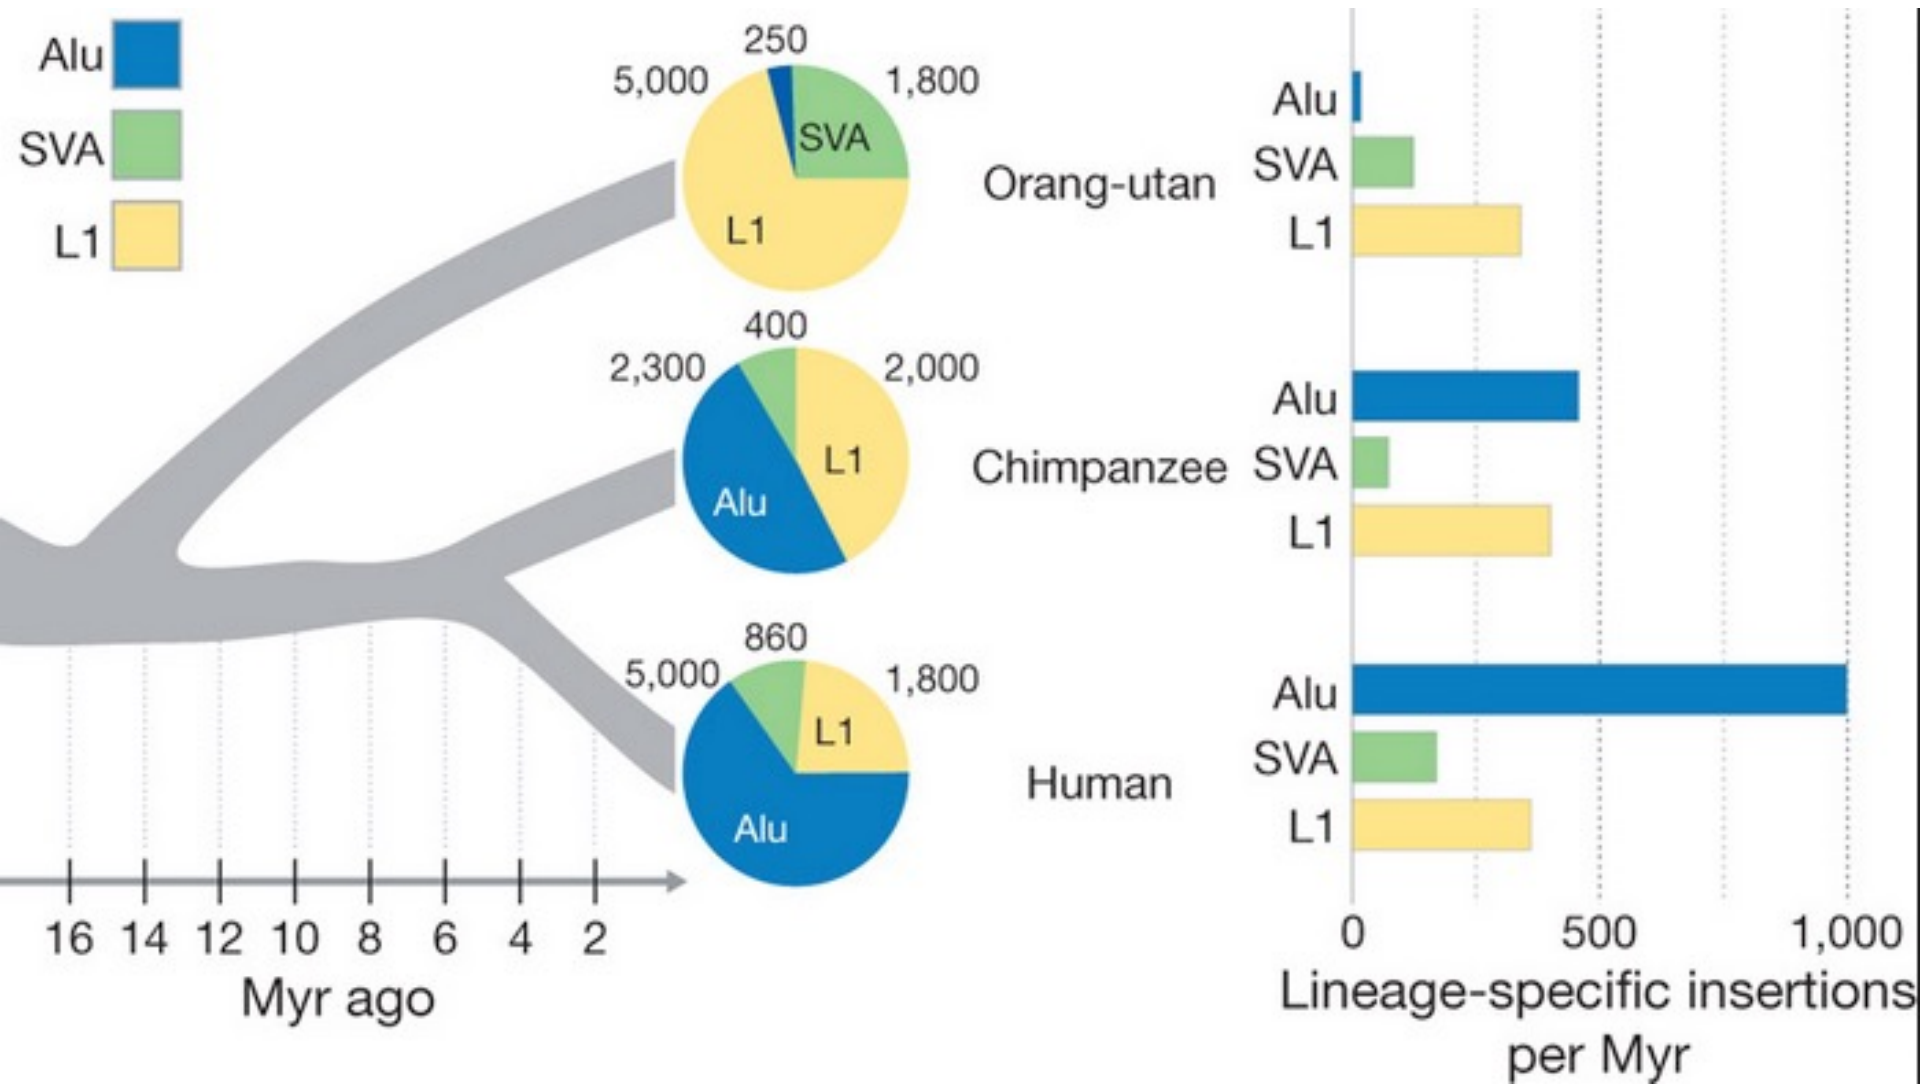 Alu
SVA
L1
250
5,000
1,800
SVA
L1
Orang-utan
Alu
SVA
L1
400
2,300
2,000
L1
Alu
Chimpanzee
Alu
SVA
L1
860
5,000
1,800
L1
Alu
Human
Alu
SVA
L1
16 14 12 10 8 6 4 2
Myr ago
0 500 1,000
Lineage-specific insertions
per Myr